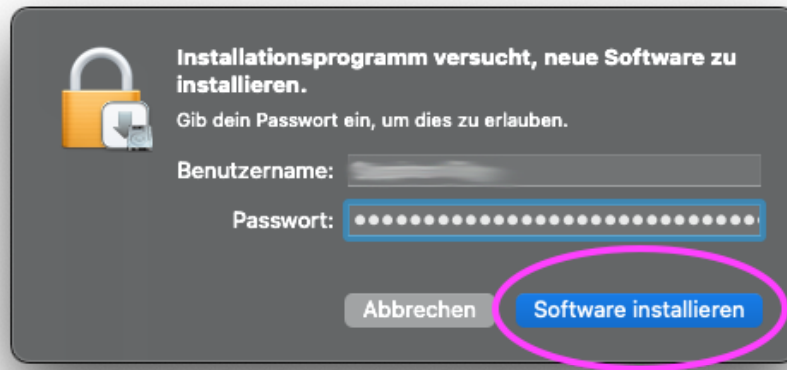 Installationsprogramm versucht, neue Software zu
installieren.
Gib dein Passwort ein, um dies zu erlauben.
Benutzername:
Passwort:
Abbrechen
Software installieren